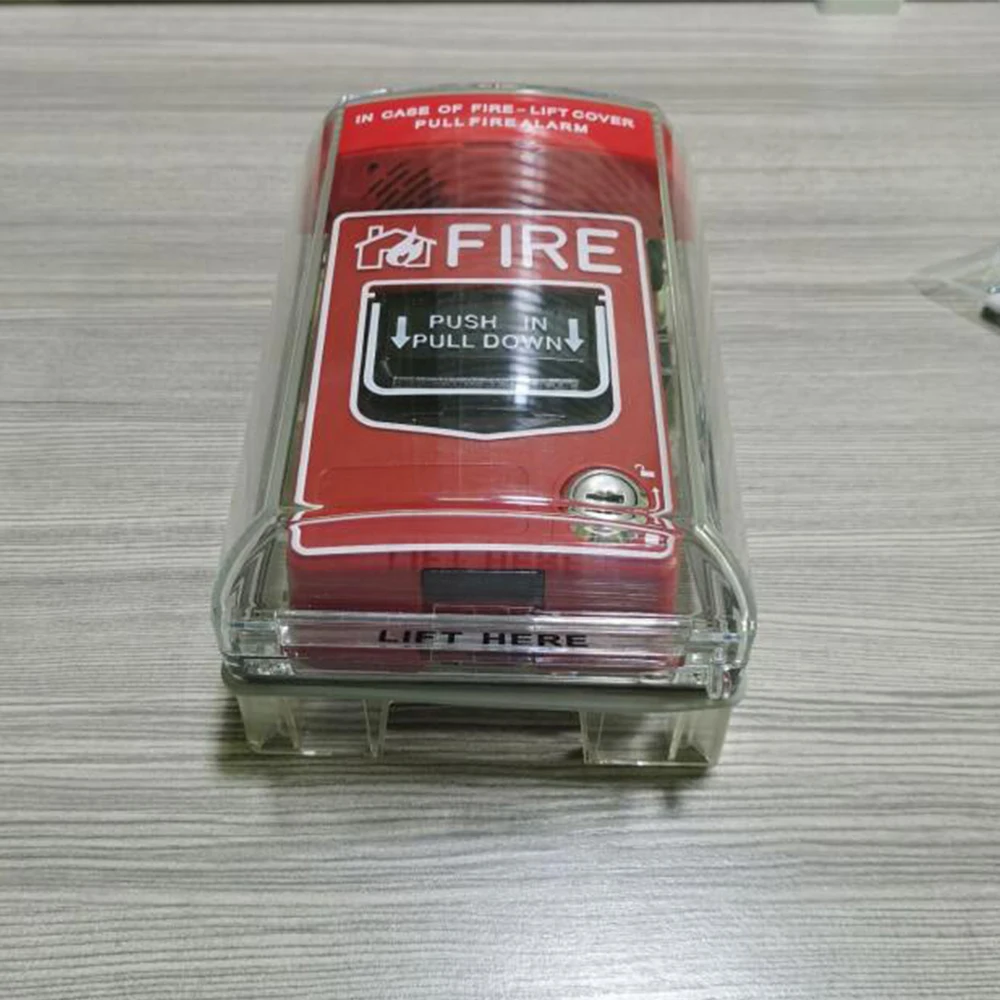 IN CASE OF FIRE - LIFT COVER
PULL FIRE ALARM
FIRE
PUSH IN
PULL DOWN
LIFT HERE